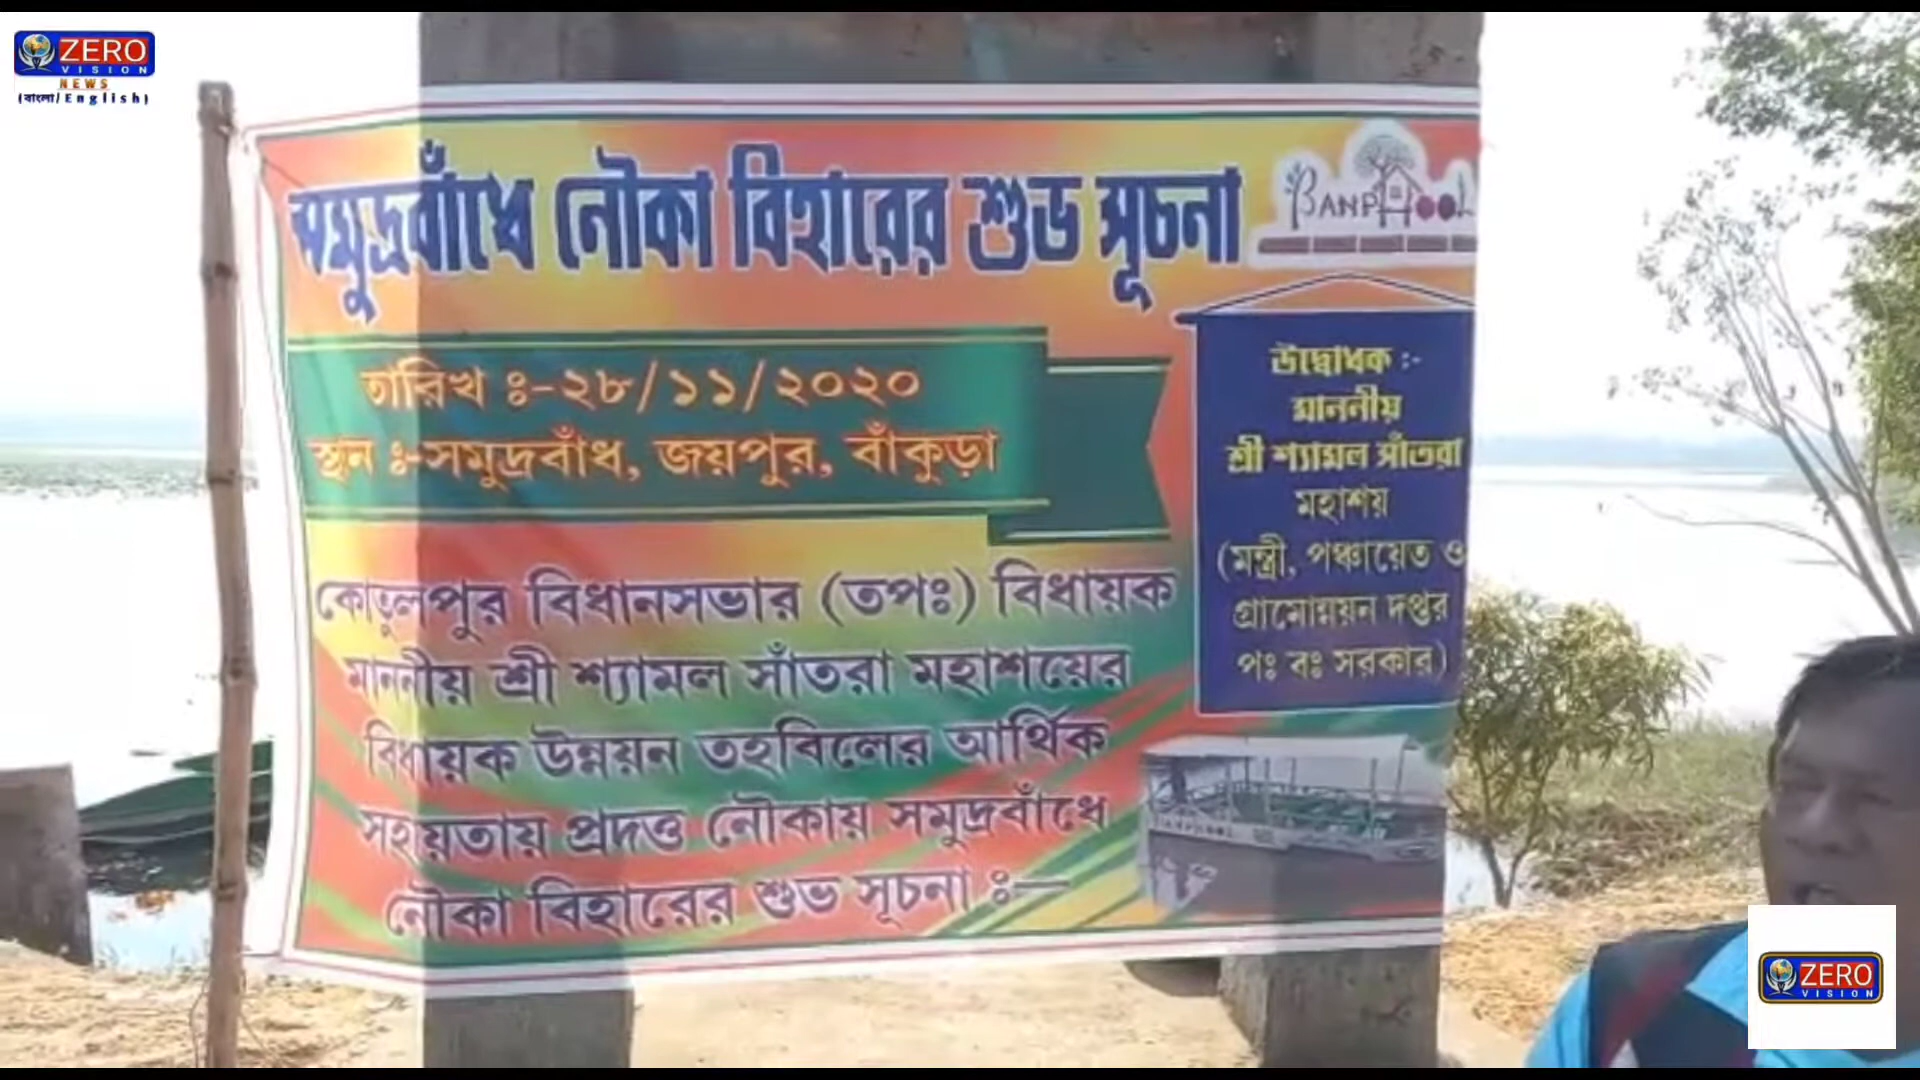 ZERO
VISION
NEWS
(বাংলা/English)
সমুদ্রবাঁধে নৌকা বিহারের শুভ সূচনা
BANPHOOL
তারিখ ঃ-২৮/১১/২০২০
স্থান ঃ-সমুদ্রবাঁধ, জয়পুর, বাঁকুড়া
উদ্বোধক :-
মাননীয়
শ্রী শ্যামল সাঁতরা
মহাশয়
(মন্ত্রী, পঞ্চায়েত ও
গ্রামোন্নয়ন দপ্তর
পঃ বঃ সরকার)
কোতুলপুর বিধানসভার (তপঃ) বিধায়ক
মাননীয় শ্রী শ্যামল সাঁতরা মহাশয়ের
বিধায়ক উন্নয়ন তহবিলের আর্থিক
সহায়তায় প্রদত্ত নৌকায় সমুদ্রবাঁধে
নৌকা বিহারের শুভ সূচনা ঃ—
BANPHOOL
ZERO
VISION